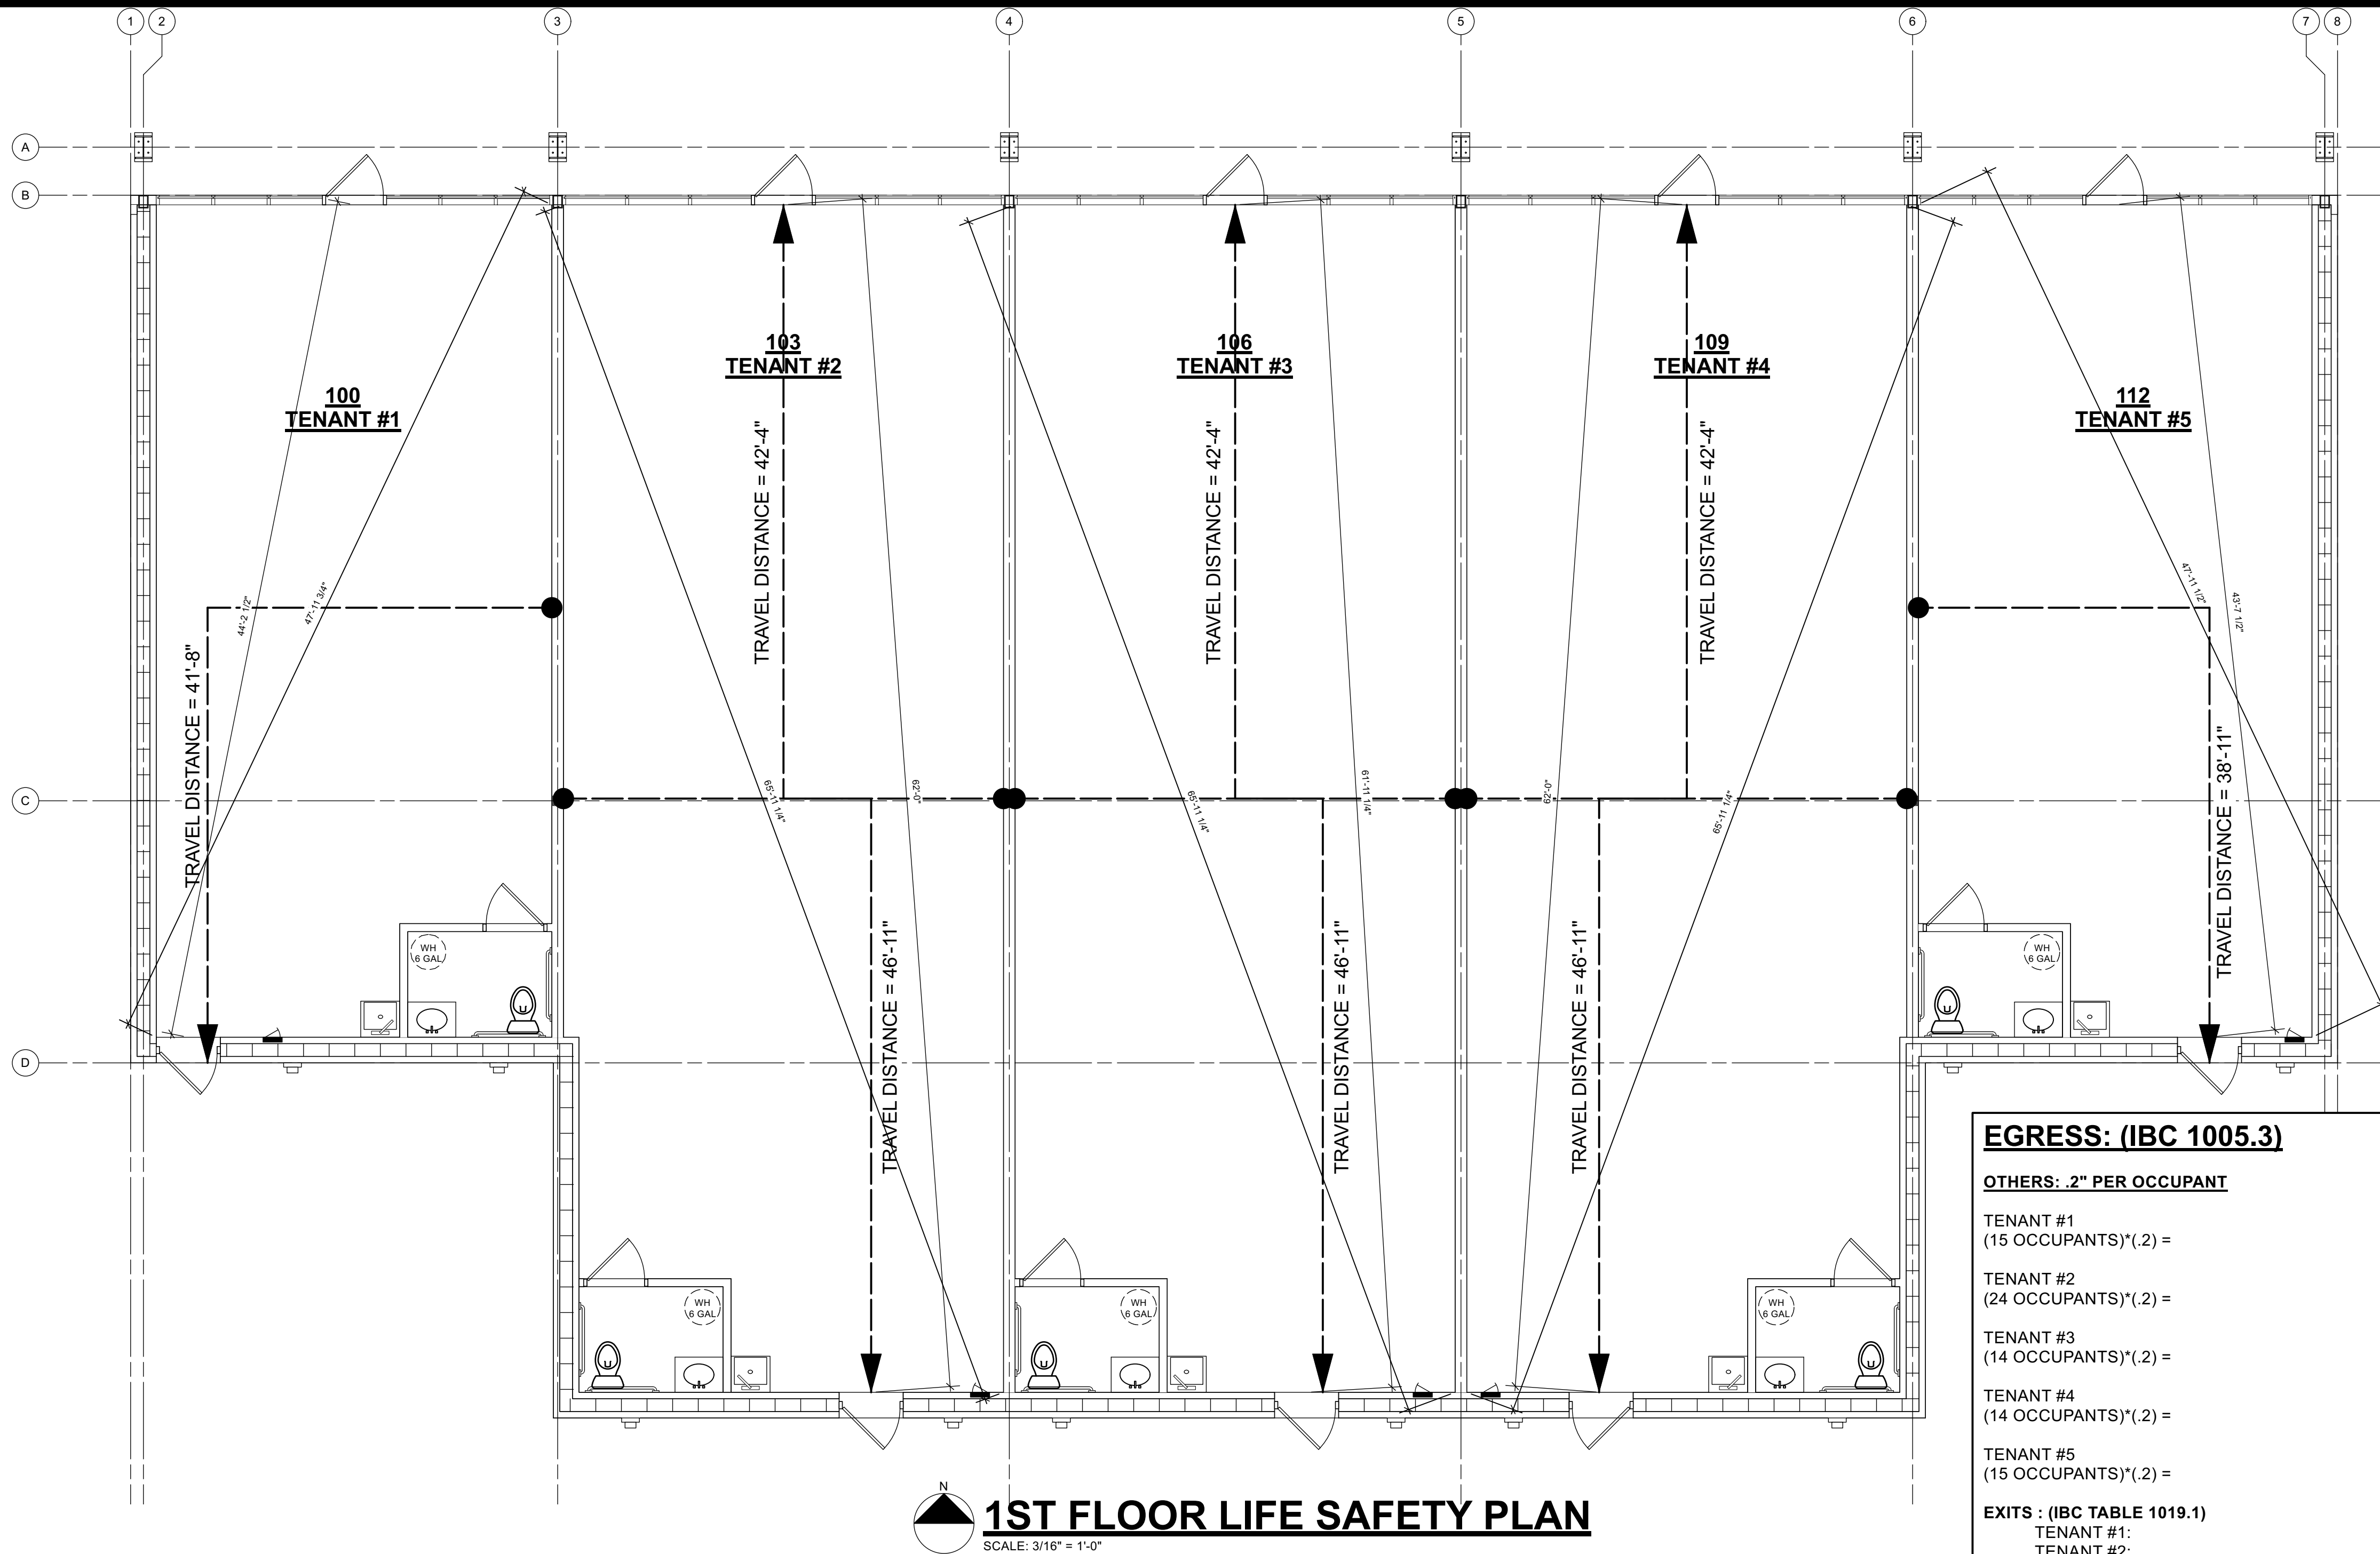 1
2
3
4
5
6
7
8
A
B
103
TENANT #2
106
TENANT #3
109
TENANT #4
100
TENANT #1
112
TENANT #5
TRAVEL DISTANCE = 42'-4"
TRAVEL DISTANCE = 42'-4"
TRAVEL DISTANCE = 42'-4"
44'-2 1/2"
47'-11 3/4"
47'-11 1/2"
43'-7 1/2"
TRAVEL DISTANCE = 41'-8"
TRAVEL DISTANCE = 38'-11"
C
65'-11 1/4"
62'-0"
65'-11 1/4"
61'-11 1/4"
62'-0"
65'-11 1/4"
WH
6 GAL
WH
6 GAL
TRAVEL DISTANCE = 46'-11"
TRAVEL DISTANCE = 46'-11"
TRAVEL DISTANCE = 46'-11"
D
WH
6 GAL
WH
6 GAL
WH
6 GAL
EGRESS: (IBC 1005.3)
OTHERS: .2" PER OCCUPANT
TENANT #1
(15 OCCUPANTS)*(.2) =
TENANT #2
(24 OCCUPANTS)*(.2) =
TENANT #3
(14 OCCUPANTS)*(.2) =
TENANT #4
(14 OCCUPANTS)*(.2) =
TENANT #5
(15 OCCUPANTS)*(.2) =
EXITS : (IBC TABLE 1019.1)
TENANT #1:
TENANT #2:
N
1ST FLOOR LIFE SAFETY PLAN
SCALE: 3/16" = 1'-0"